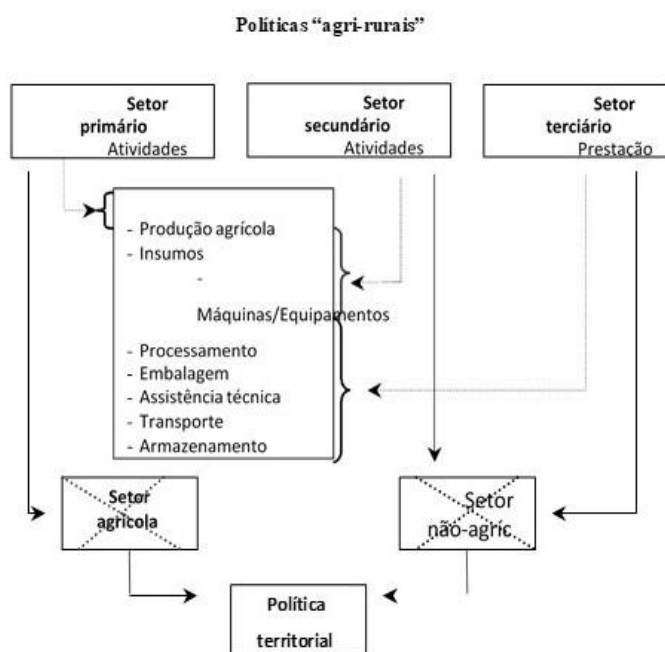 Políticas “agri-rurais”
Setor
primário
Atividades
Setor
secundário
Atividades
Setor
terciário
Prestação
- Produção agrícola
- Insumos
-
Máquinas/Equipamentos
- Processamento
- Embalagem
- Assistência técnica
- Transporte
- Armazenamento
Setor
agrícola
Setor
não-agríc
Política
territorial